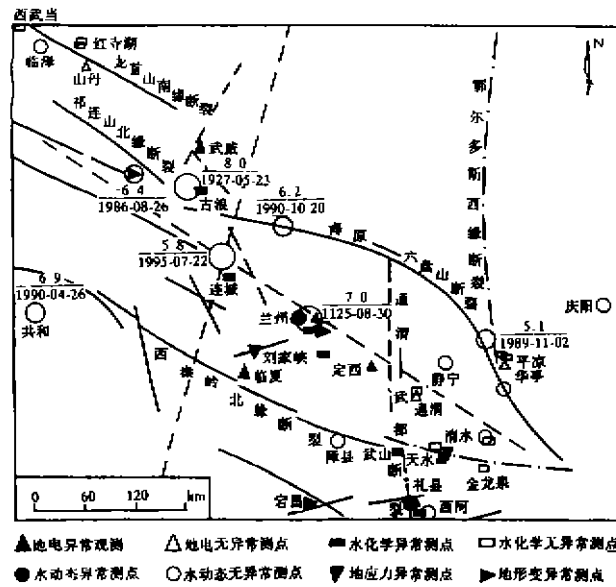 西武当
红寺湖
临泽
山丹
龙首山南缘断裂
祁连山北缘断裂
N
鄂尔多斯西缘断裂
武威
8.0
1927-05-23
古浪
6.4
1986-08-26
6.2
1990-10-20
海原
六盘山断裂
5.8
1995-07-22
连城
6.9
1990-04-26
共和
7.0
1125-08-30
兰州
通渭
庆阳
5.1
1989-11-02
平凉
华亭
刘家峡
临夏
定西
静宁
通渭
西秦岭北缘断裂
武都断裂
陇县
武山
天水
清水
金龙泉
礼县
宕昌
西河
0 60 120 km
地电异常观测
地电无异常测点
水化学异常测点
水化学无异常测点
水动态异常测点
水动态无异常测点
地应力异常测点
地形变异常测点